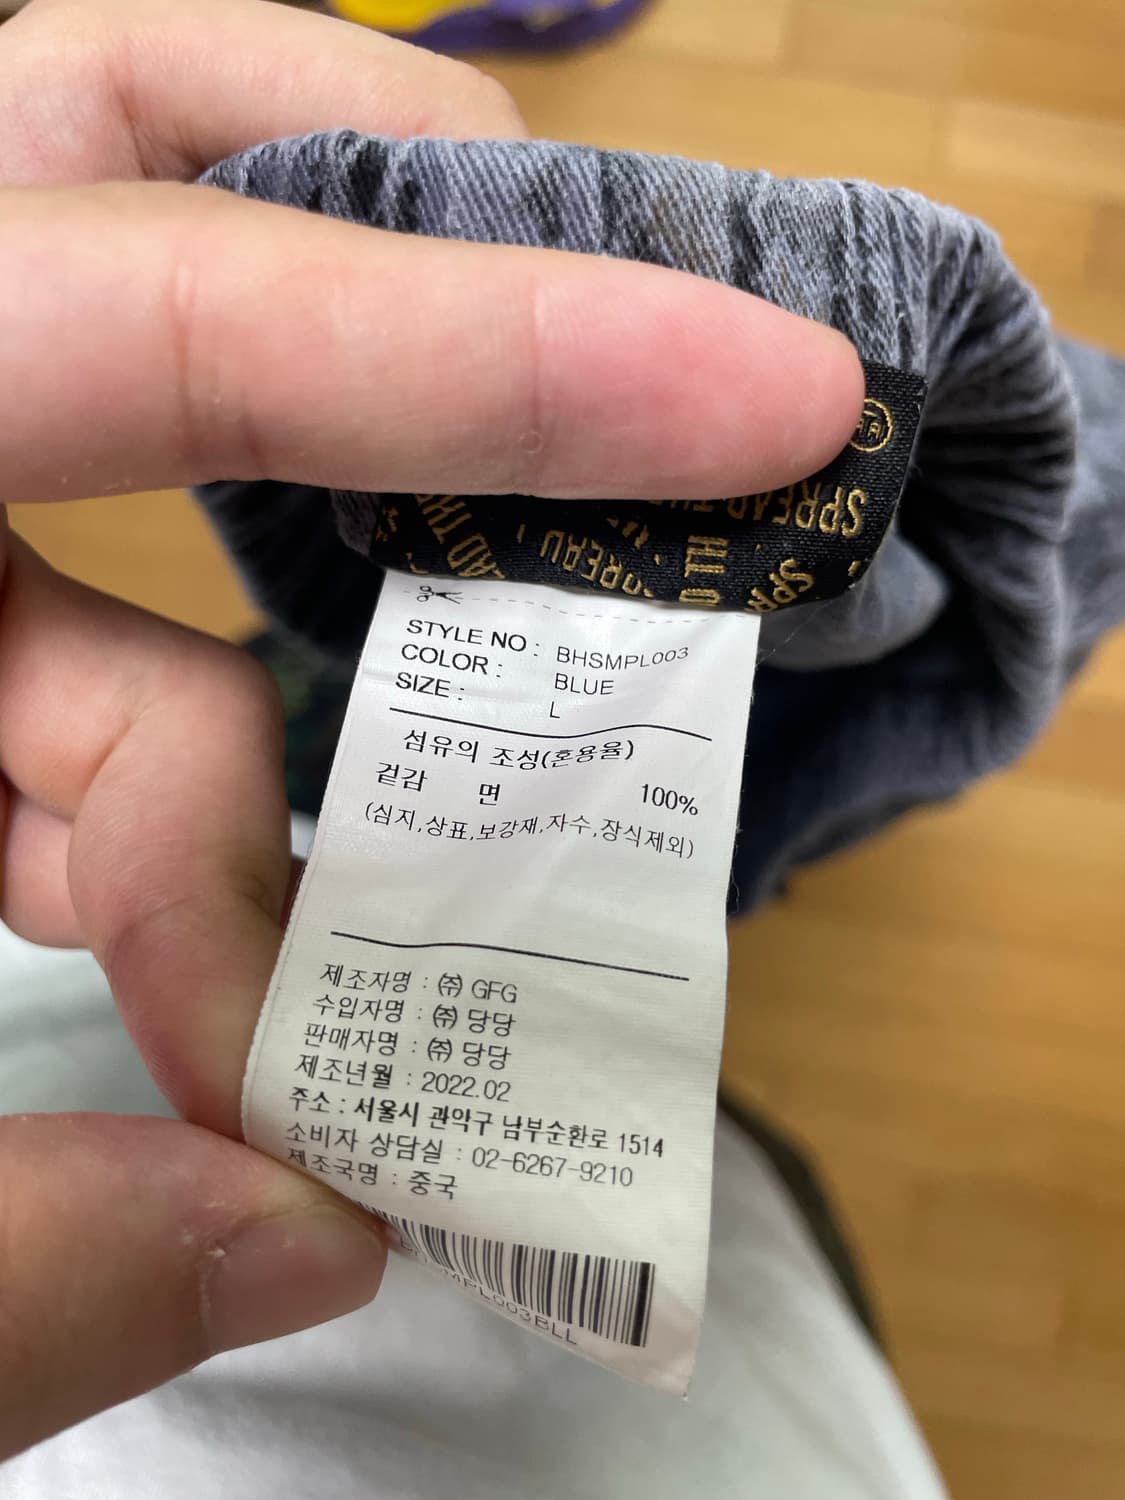 SPREAD TH
SPREAD
STYLE NO : BHSMPL003
COLOR : BLUE
SIZE : L
섬유의 조성(혼용율)
겉감 면 100%
(심지,상표,보강재,자수,장식제외)
제조자명 : ㈜ GFG
수입자명 : ㈜ 당당
판매자명 : ㈜ 당당
제조년월 : 2022.02
주소 : 서울시 관악구 남부순환로 1514
소비자 상담실 : 02-6267-9210
제조국명 : 중국